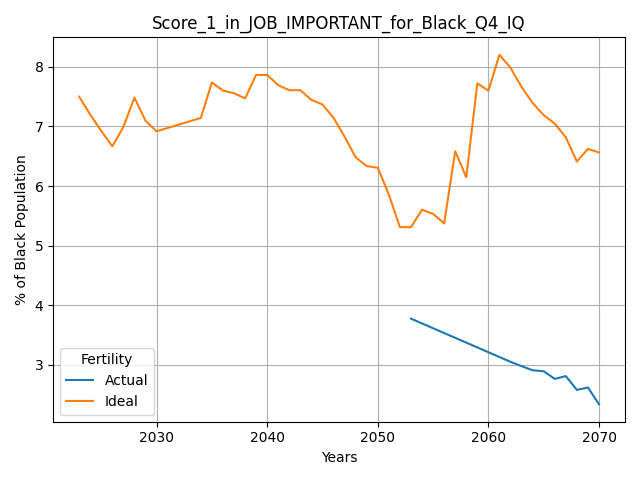 Score_1_in_JOB_IMPORTANT_for_Black_Q4_IQ
% of Black Population
8
7
6
5
4
3
Fertility
Actual
Ideal
2030 2040 2050 2060 2070
Years